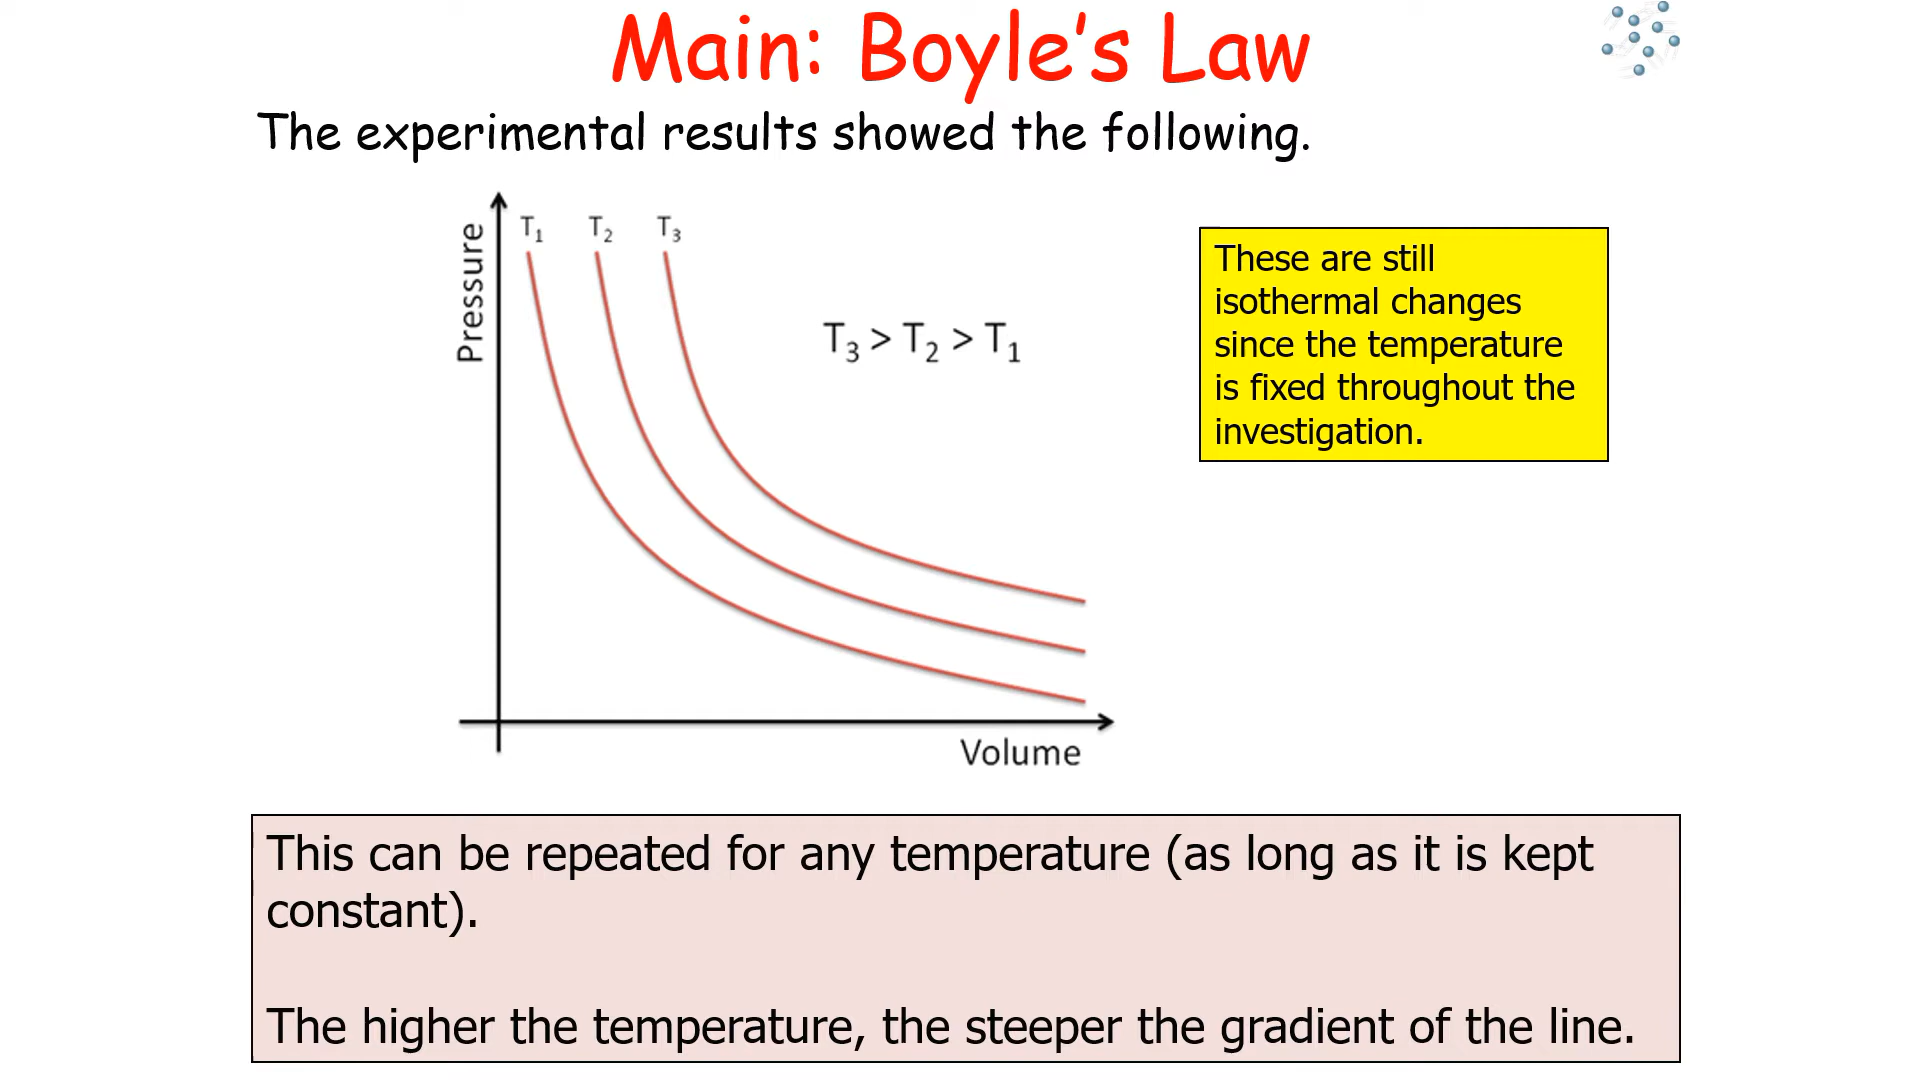 Main: Boyle's Law
The experimental results showed the following.
Pressure
T₁ T₂ T₃
T₃ > T₂ > T₁
Volume
These are still
isothermal changes
since the temperature
is fixed throughout the
investigation.
This can be repeated for any temperature (as long as it is kept
constant).
The higher the temperature, the steeper the gradient of the line.